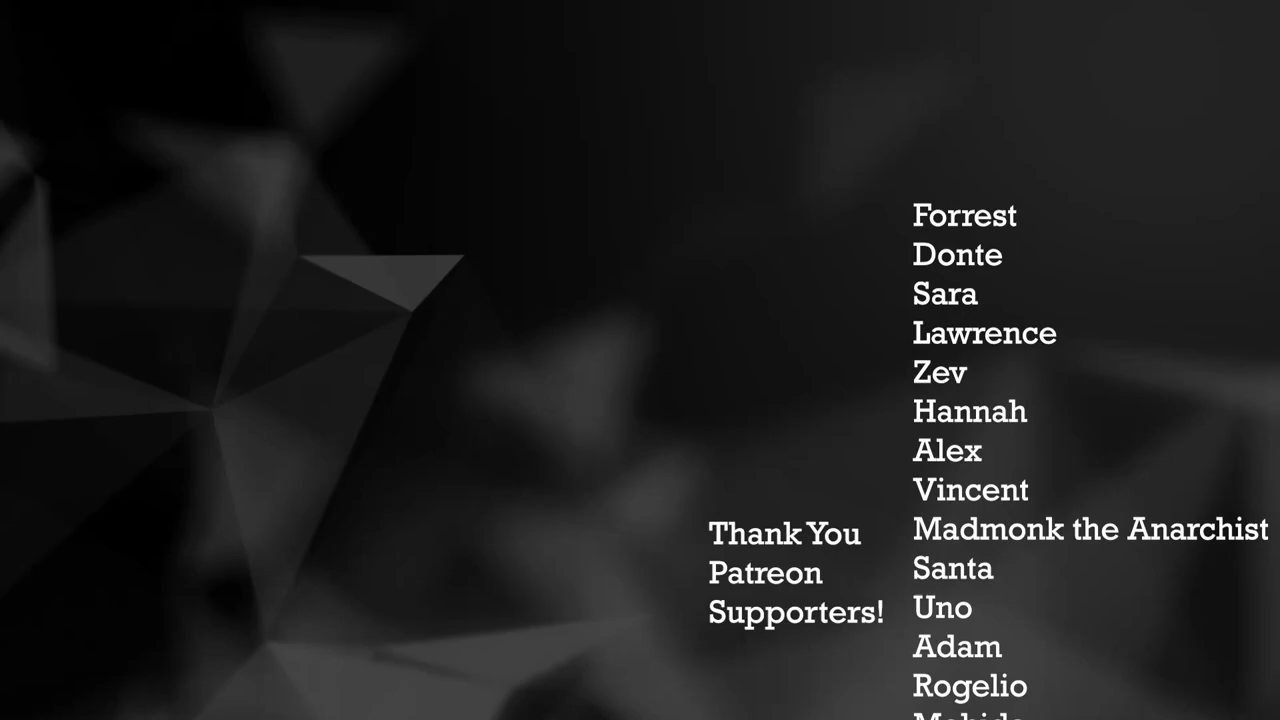 Forrest
Donte
Sara
Lawrence
Zev
Hannah
Alex
Vincent
Madmonk the Anarchist
Santa
Uno
Adam
Rogelio
Thank You
Patreon
Supporters!